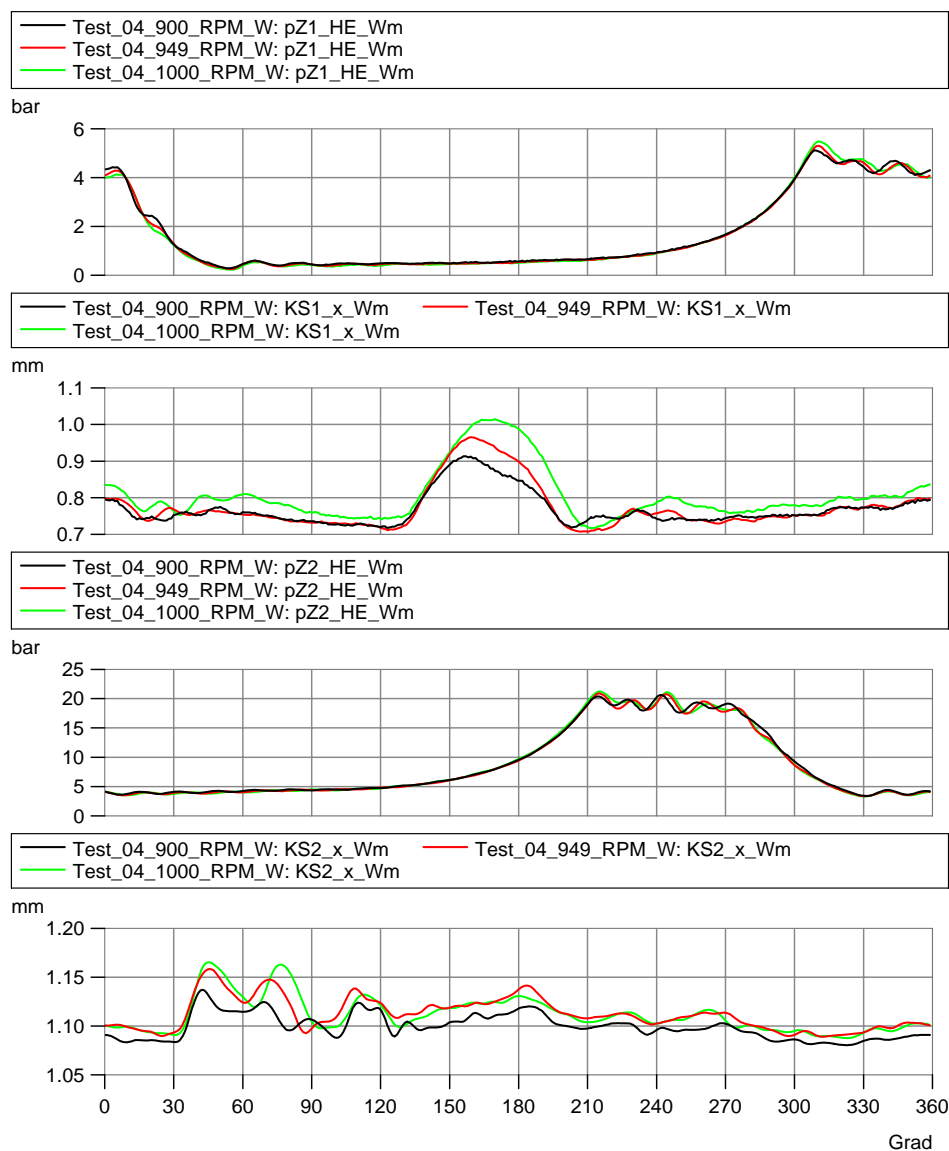 Test_04_900_RPM_W: pZ1_HE_Wm
Test_04_949_RPM_W: pZ1_HE_Wm
Test_04_1000_RPM_W: pZ1_HE_Wm
bar
6
4
2
0
Test_04_900_RPM_W: KS1_x_Wm Test_04_949_RPM_W: KS1_x_Wm
Test_04_1000_RPM_W: KS1_x_Wm
mm
1.1
1.0
0.9
0.8
0.7
Test_04_900_RPM_W: pZ2_HE_Wm
Test_04_949_RPM_W: pZ2_HE_Wm
Test_04_1000_RPM_W: pZ2_HE_Wm
bar
25
20
15
10
5
0
Test_04_900_RPM_W: KS2_x_Wm Test_04_949_RPM_W: KS2_x_Wm
Test_04_1000_RPM_W: KS2_x_Wm
mm
1.20
1.15
1.10
1.05
0 30 60 90 120 150 180 210 240 270 300 330 360
Grad